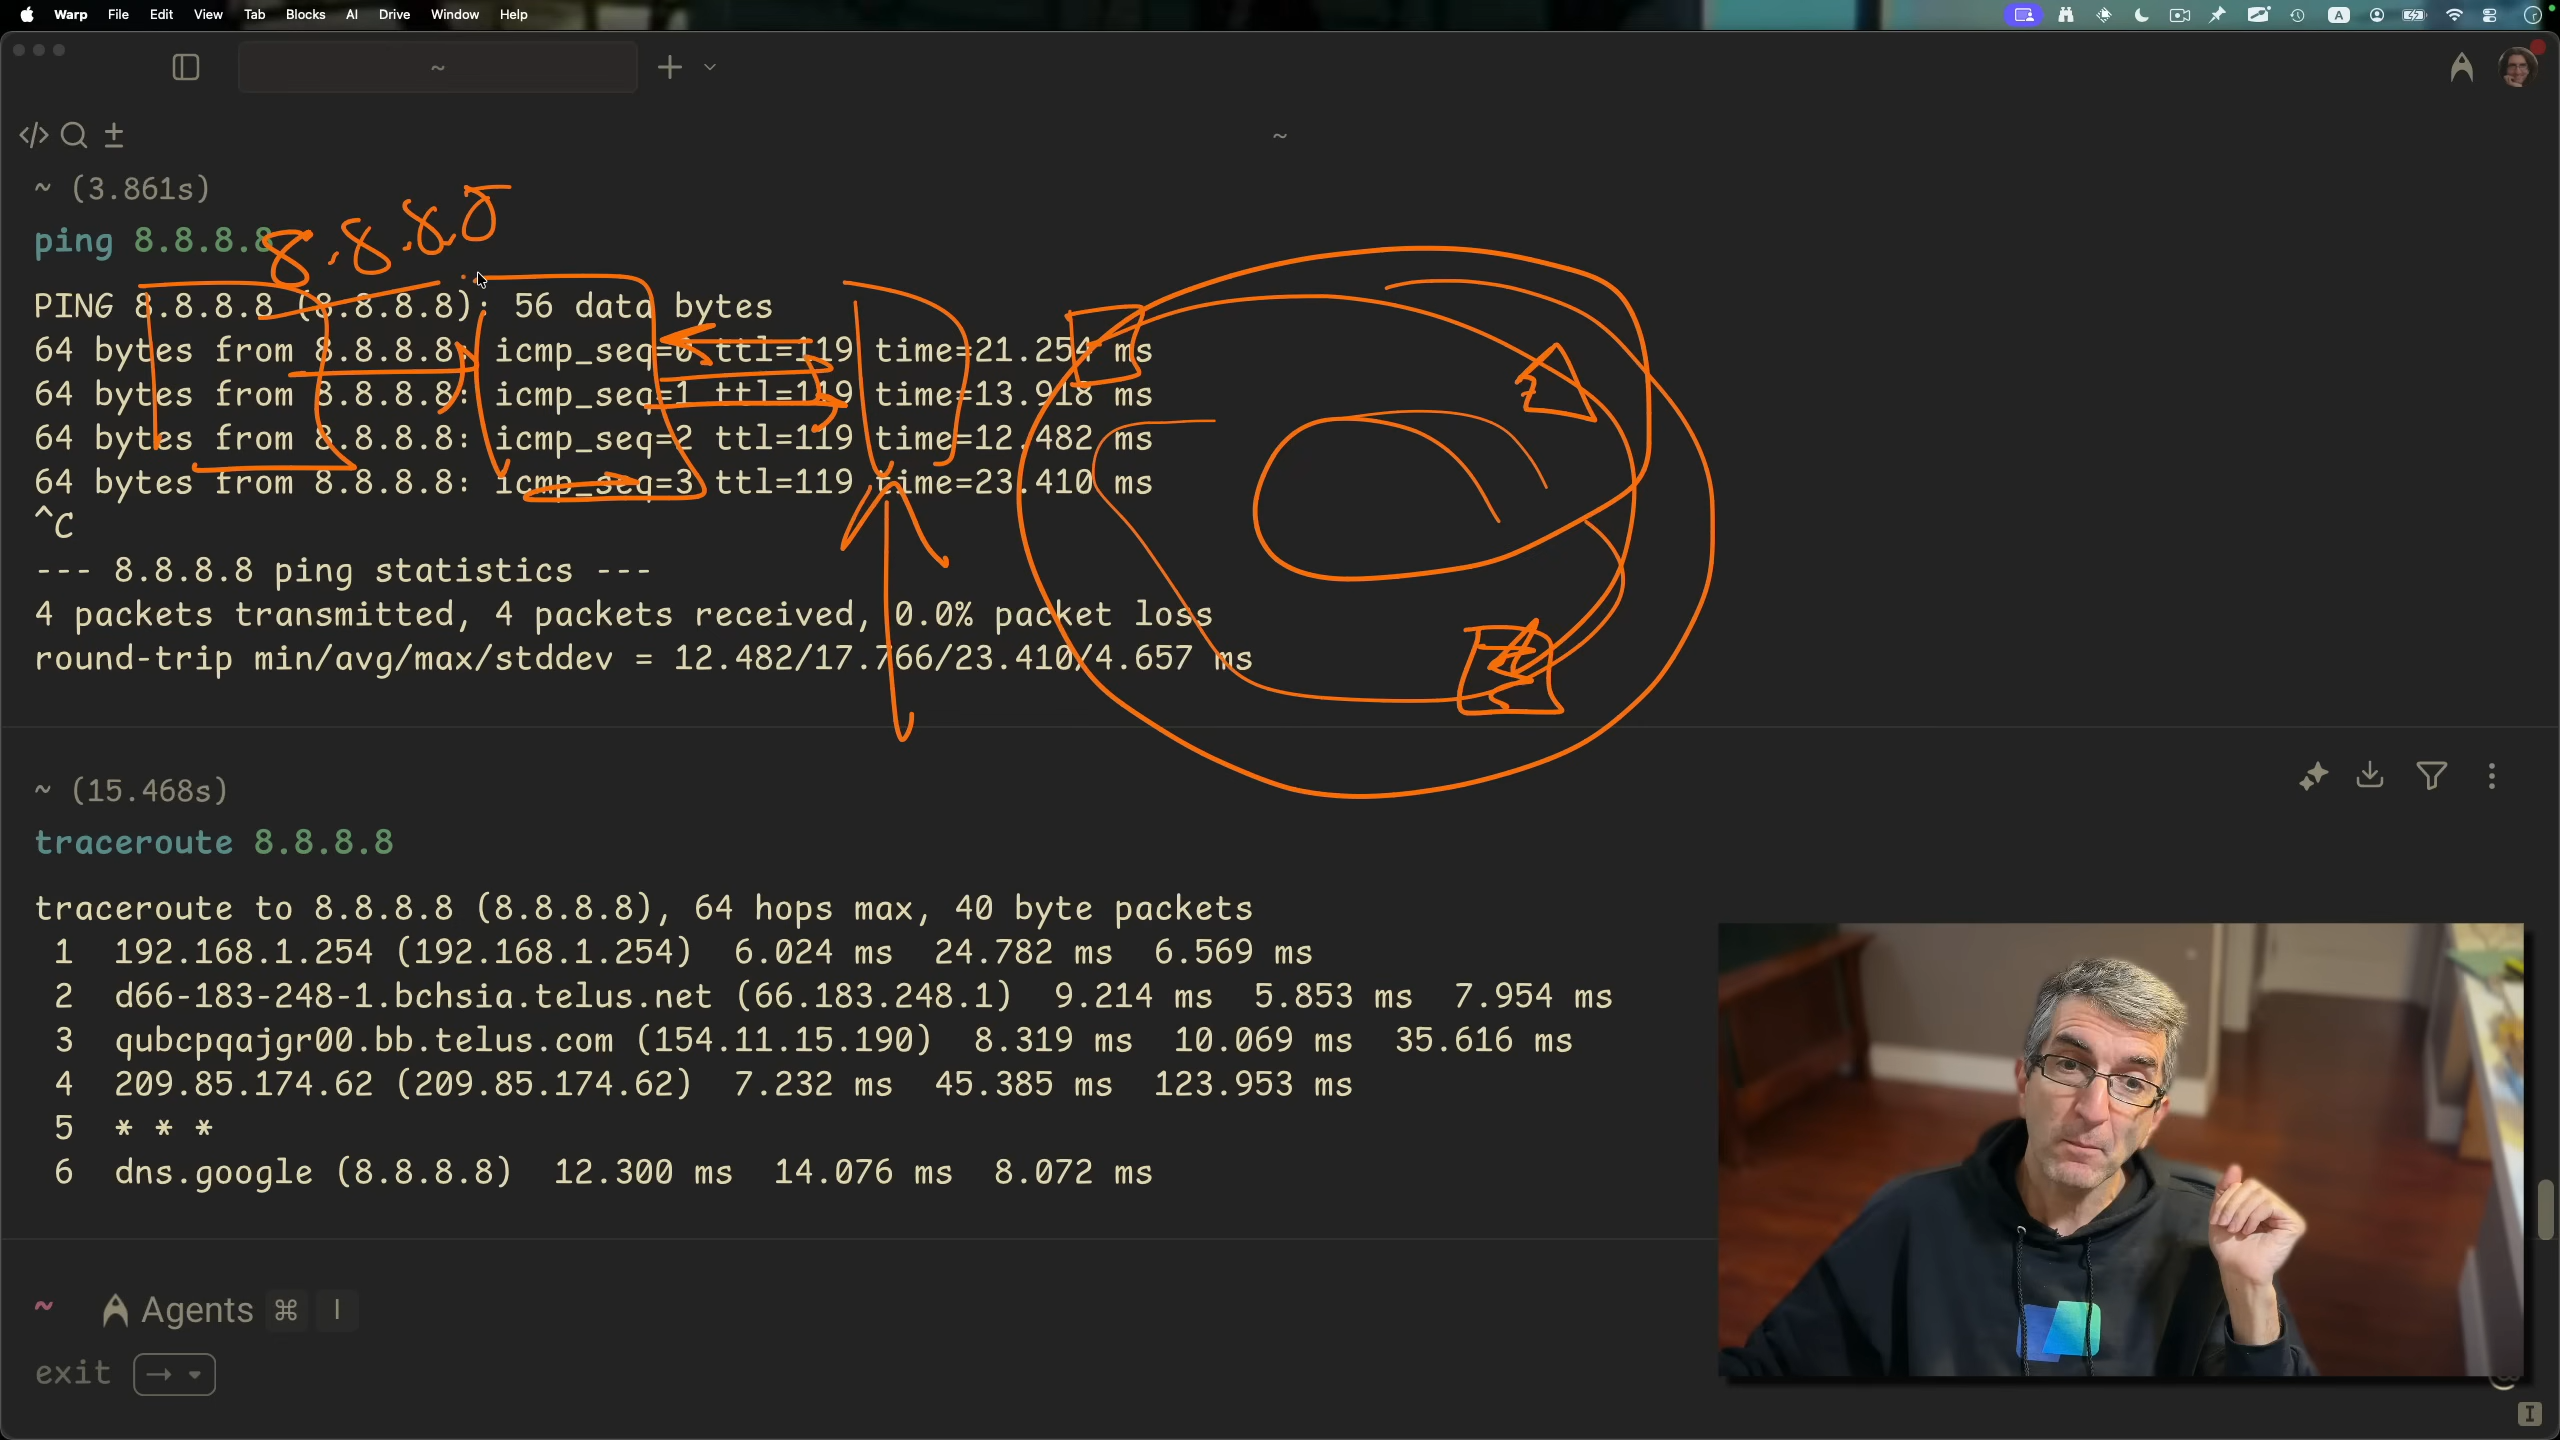 Warp File Edit View Tab Blocks AI Drive Window Help
A
~
~
~ (3.861s)
8.8.8.8
ping 8.8.8.8
PING 8.8.8.8 (8.8.8.8): 56 data bytes
64 bytes from 8.8.8.8: icmp_seq=0 ttl=119 time=21.254 ms
64 bytes from 8.8.8.8: icmp_seq=1 ttl=119 time=13.918 ms
64 bytes from 8.8.8.8: icmp_seq=2 ttl=119 time=12.482 ms
64 bytes from 8.8.8.8: icmp_seq=3 ttl=119 time=23.410 ms
^C
--- 8.8.8.8 ping statistics ---
4 packets transmitted, 4 packets received, 0.0% packet loss
round-trip min/avg/max/stddev = 12.482/17.766/23.410/4.657 ms
~ (15.468s)
traceroute 8.8.8.8
traceroute to 8.8.8.8 (8.8.8.8), 64 hops max, 40 byte packets
1 192.168.1.254 (192.168.1.254) 6.024 ms 24.782 ms 6.569 ms
2 d66-183-248-1.bchsia.telus.net (66.183.248.1) 9.214 ms 5.853 ms 7.954 ms
3 qubcpqajgr00.bb.telus.com (154.11.15.190) 8.319 ms 10.069 ms 35.616 ms
4 209.85.174.62 (209.85.174.62) 7.232 ms 45.385 ms 123.953 ms
5 * * *
6 dns.google (8.8.8.8) 12.300 ms 14.076 ms 8.072 ms
~ Agents ⌘ I
exit